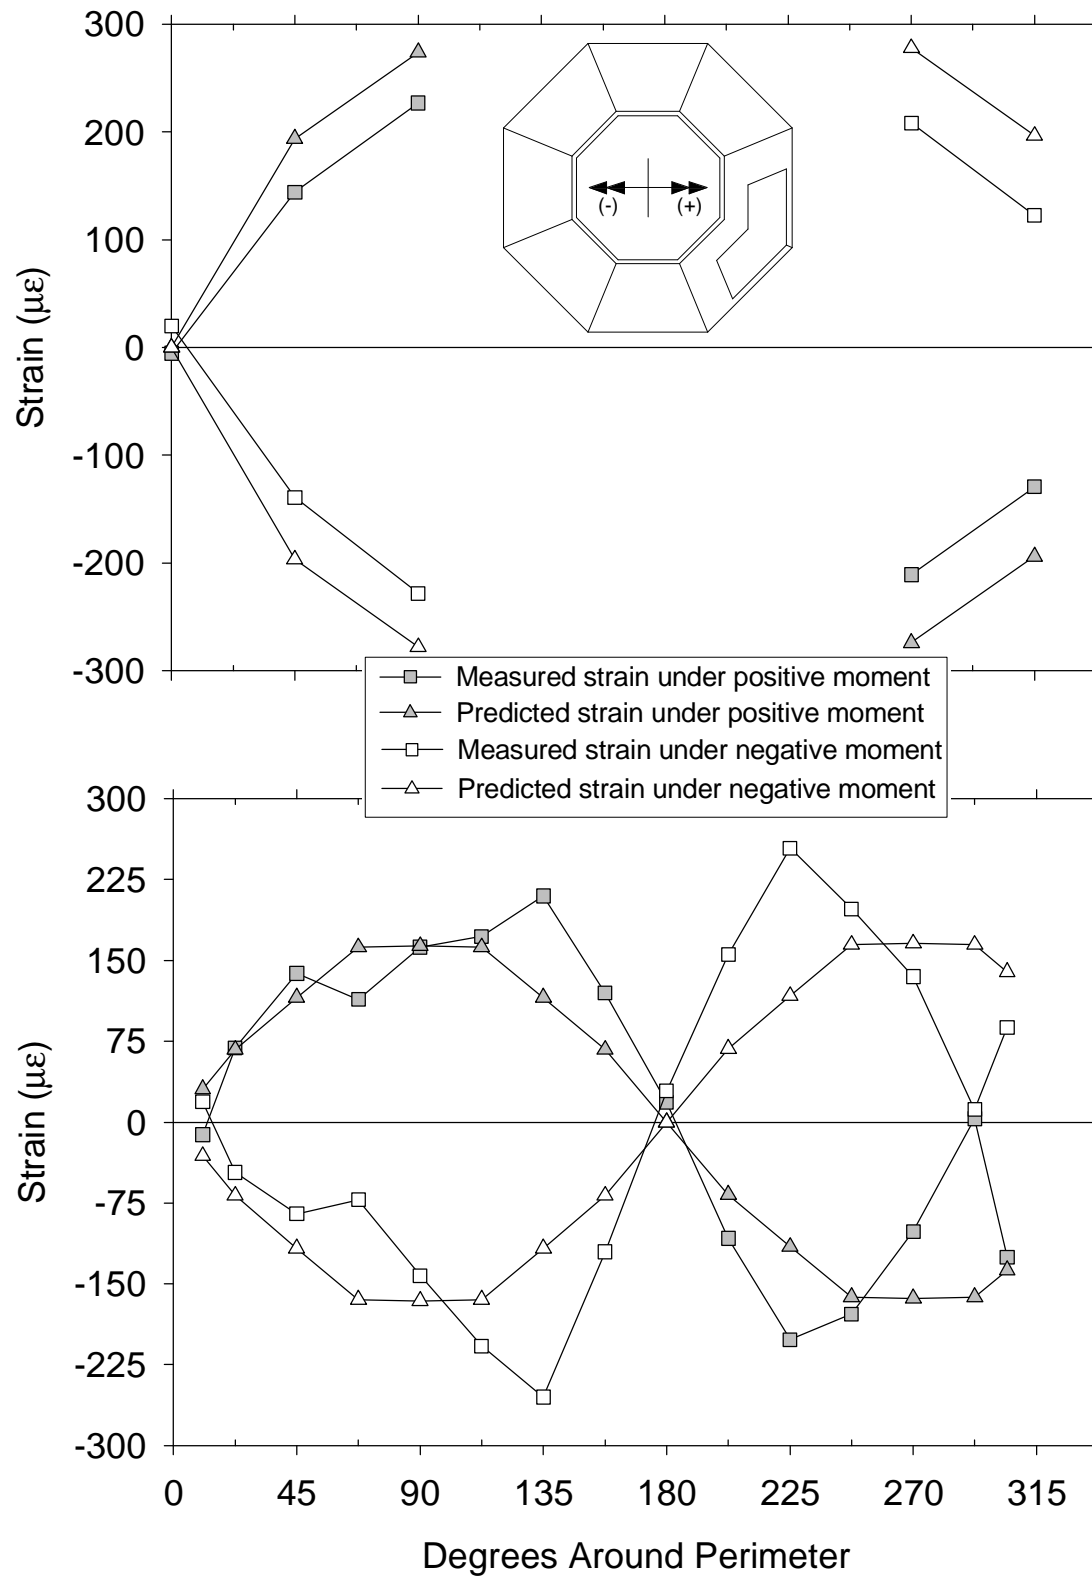 300
200
100
0
-100
-200
-300
Strain (με)
(-) (+)
Measured strain under positive moment
Predicted strain under positive moment
Measured strain under negative moment
Predicted strain under negative moment
300
225
150
75
0
-75
-150
-225
-300
Strain (με)
0 45 90 135 180 225 270 315
Degrees Around Perimeter